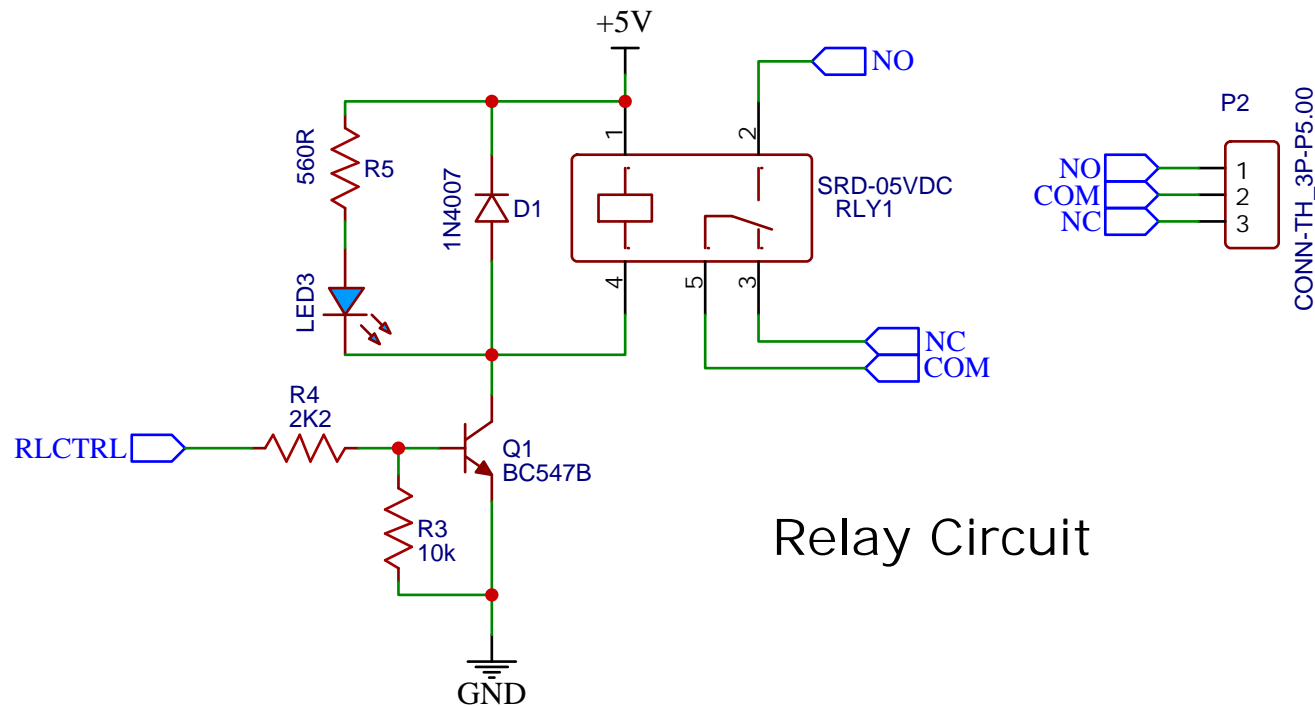 +5V
NO
560R
R5
1N4007
D1
1
2
SRD-05VDC
RLY1
4
5
3
LED3
NC
COM
P2
CONN-TH_3P-P5.00
NO
COM
NC
1
2
3
R4
2K2
RLCTRL
Q1
BC547B
R3
10k
Relay Circuit
GND